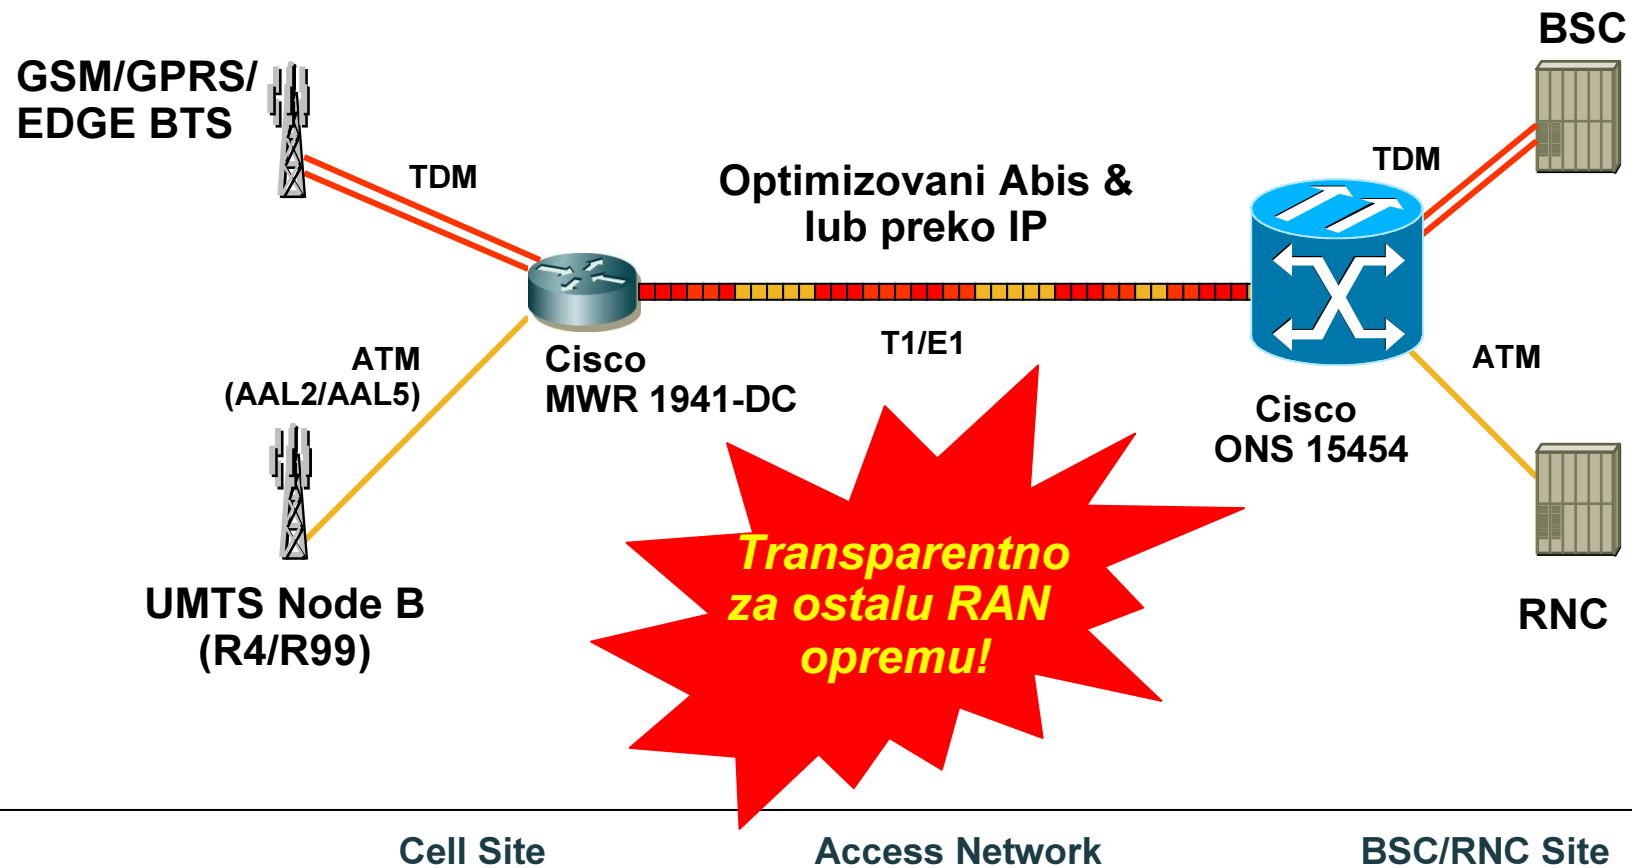 BSC
GSM/GPRS/
EDGE BTS
TDM
TDM
Optimizovani Abis &
Iub preko IP
T1/E1
ATM
(AAL2/AAL5)
Cisco
MWR 1941-DC
ATM
Cisco
ONS 15454
Transparentno
za ostalu RAN
opremu!
UMTS Node B
(R4/R99)
RNC
Cell Site
Access Network
BSC/RNC Site